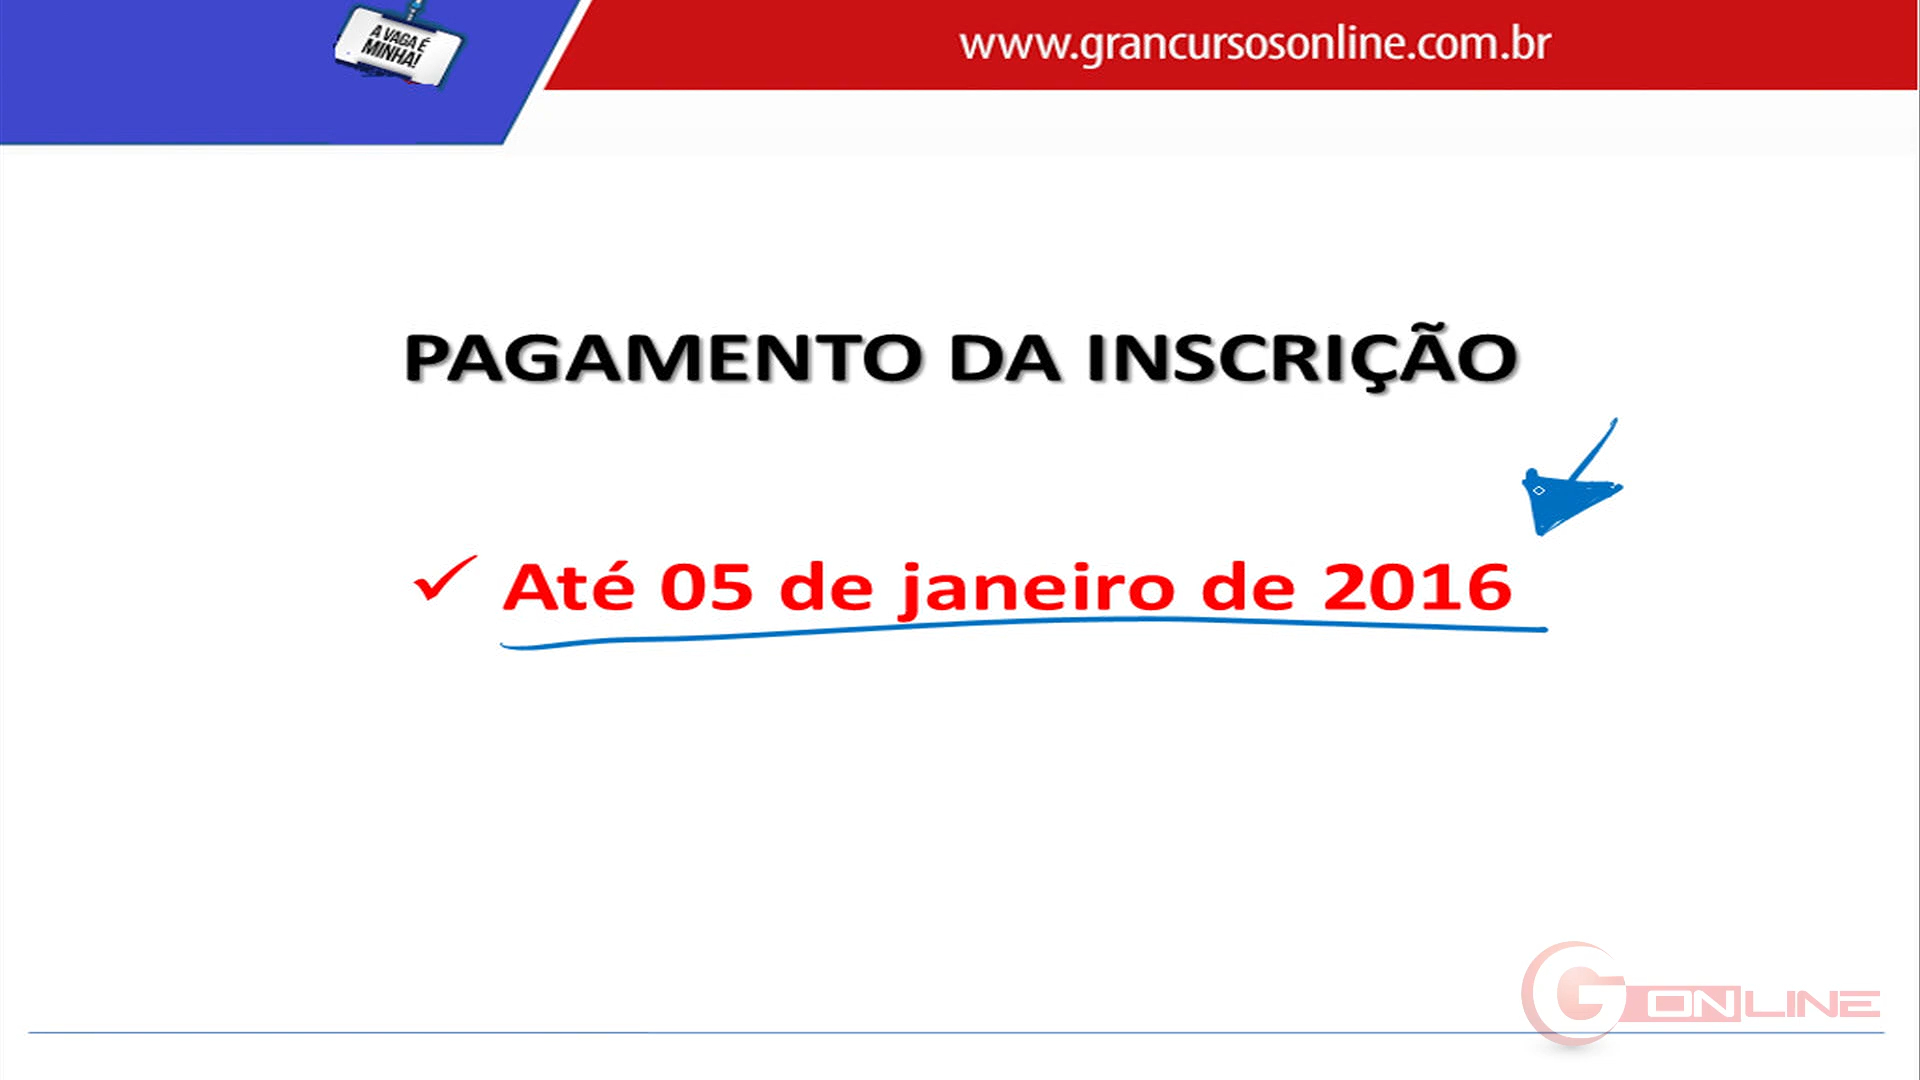 A VAGA É
MINHA!
www.grancursosonline.com.br
PAGAMENTO DA INSCRIÇÃO
✓ Até 05 de janeiro de 2016
G ONLINE